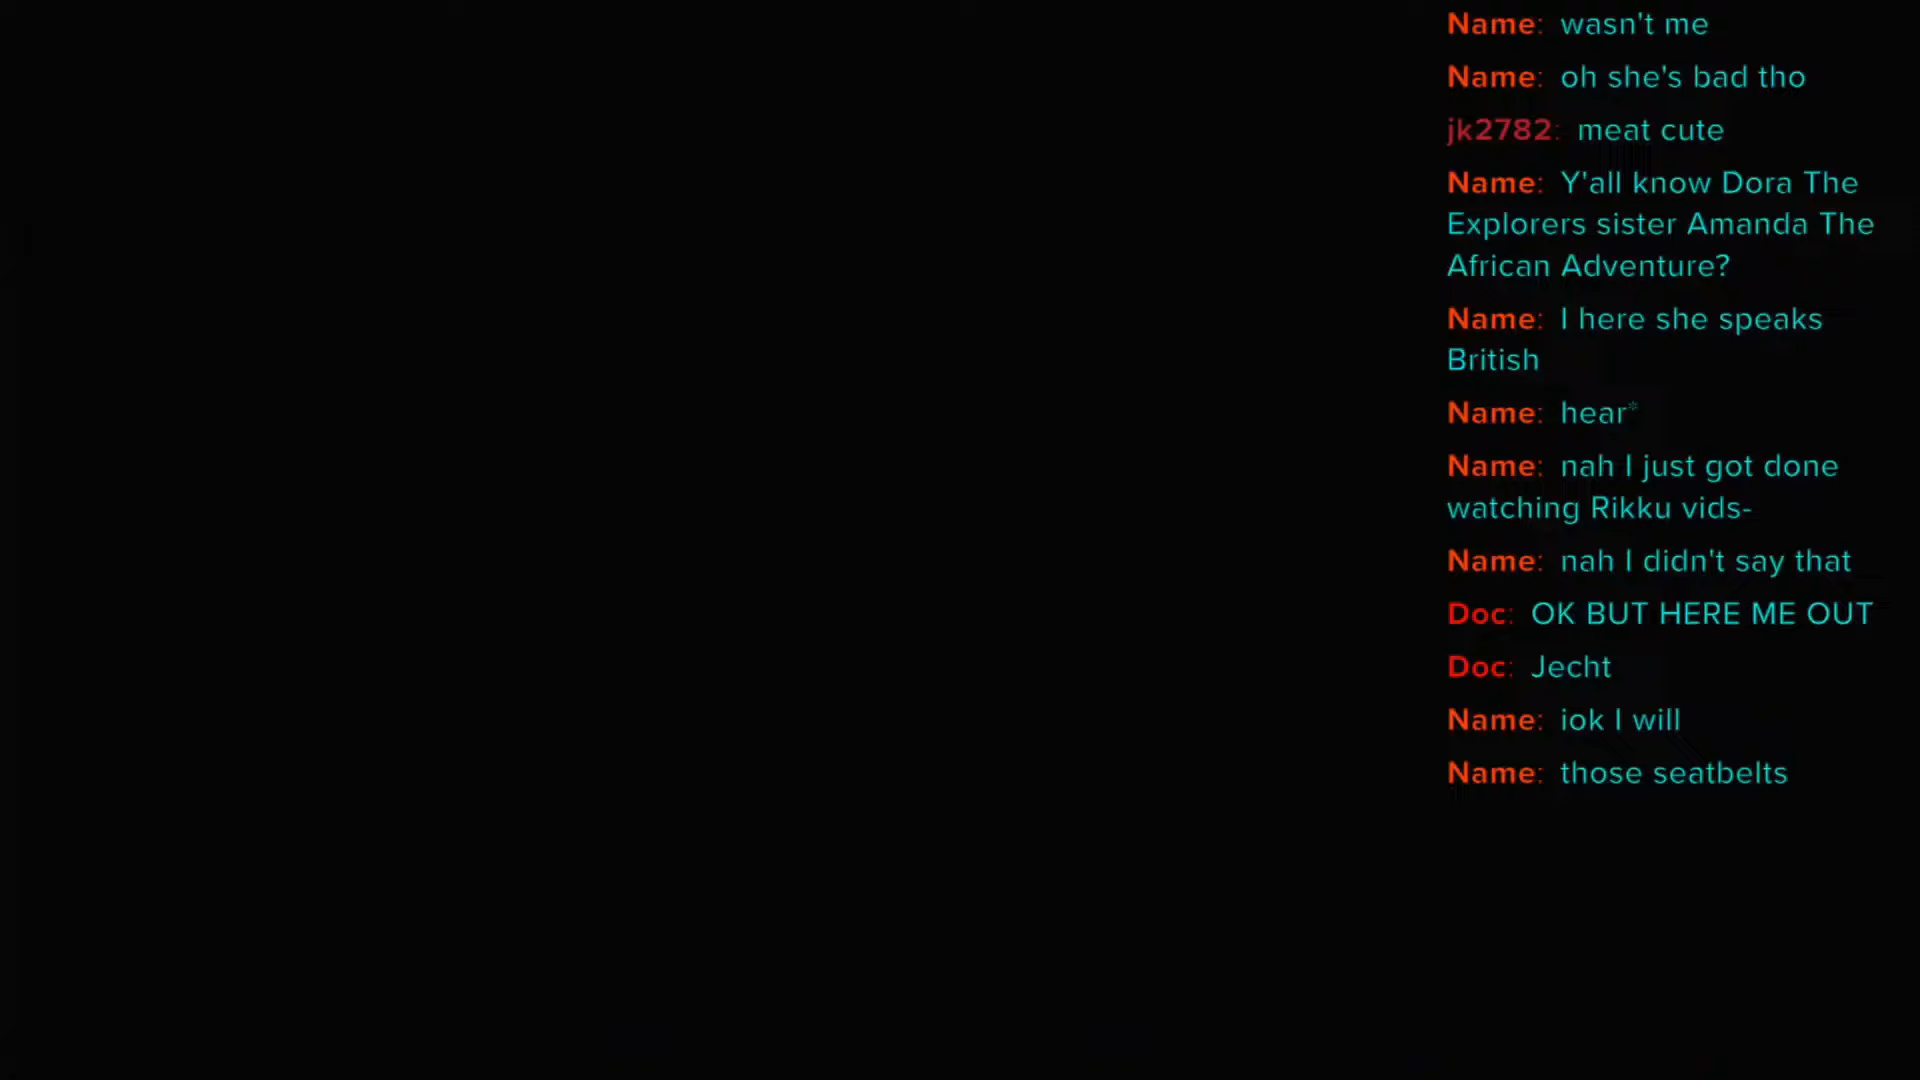 Name: wasn't me
Name: oh she's bad tho
jk2782: meat cute
Name: Y'all know Dora The
Explorers sister Amanda The
African Adventure?
Name: I here she speaks
British
Name: hear*
Name: nah I just got done
watching Rikku vids-
Name: nah I didn't say that
Doc: OK BUT HERE ME OUT
Doc: Jecht
Name: iok I will
Name: those seatbelts